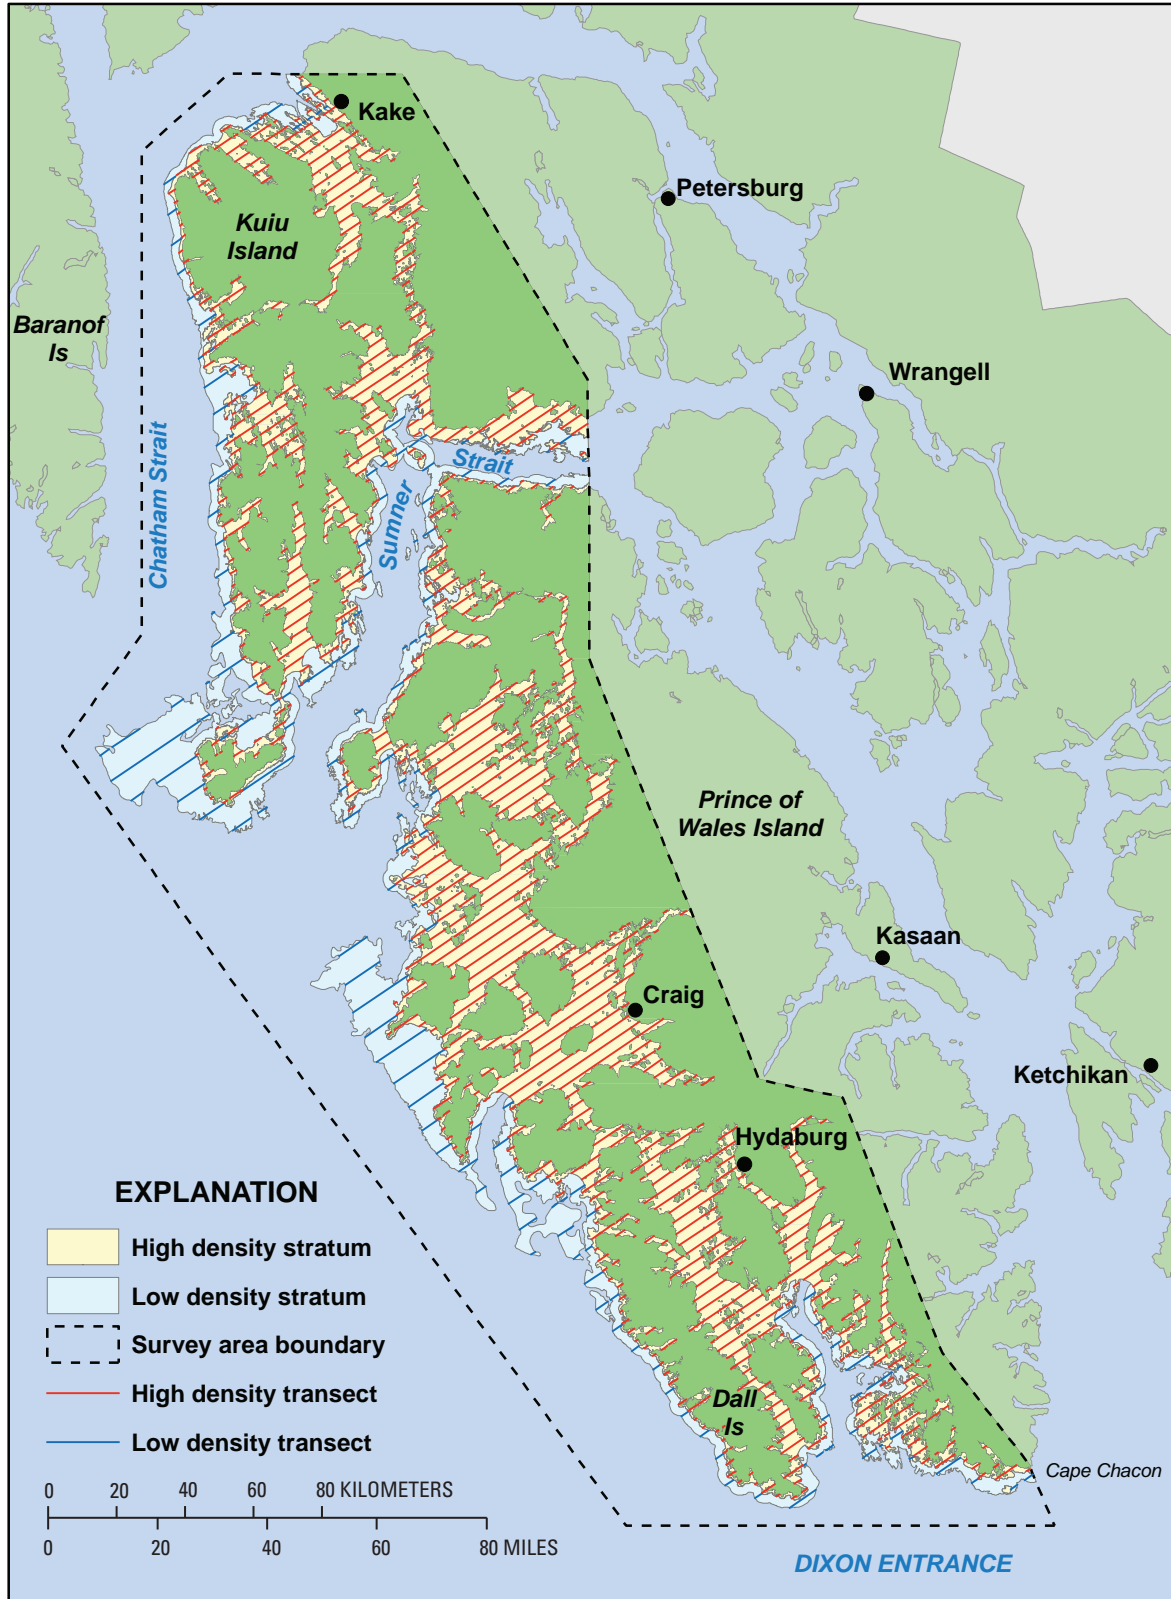 Kake
Petersburg
Kuiu
Island
Baranof
Is
Wrangell
Chatham Strait
Strait
Sumner
Prince of
Wales Island
Kasaan
Craig
Ketchikan
Hydaburg
EXPLANATION
High density stratum
Low density stratum
Survey area boundary
High density transect
Low density transect
Dall
Is
Cape Chacon
0 20 40 60 80 KILOMETERS
0 20 40 60 80 MILES
DIXON ENTRANCE